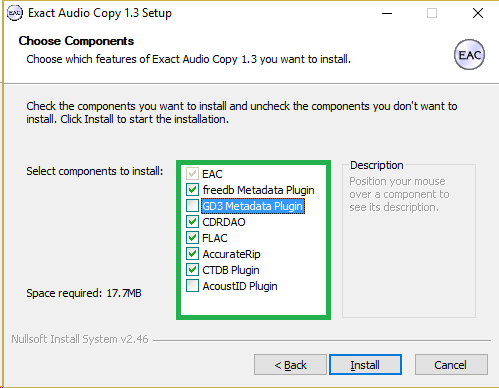 Exact Audio Copy 1.3 Setup
Choose Components
Choose which features of Exact Audio Copy 1.3 you want to install.
EAC
Check the components you want to install and uncheck the components you don't want to
install. Click Install to start the installation.
Select components to install:
EAC
freedb Metadata Plugin
GD3 Metadata Plugin
CDRDAO
FLAC
AccurateRip
CTDB Plugin
AcoustID Plugin
Description
Position your mouse
over a component to
see its description.
Space required: 17.7MB
Nullsoft Install System v2.46
< Back
Install
Cancel